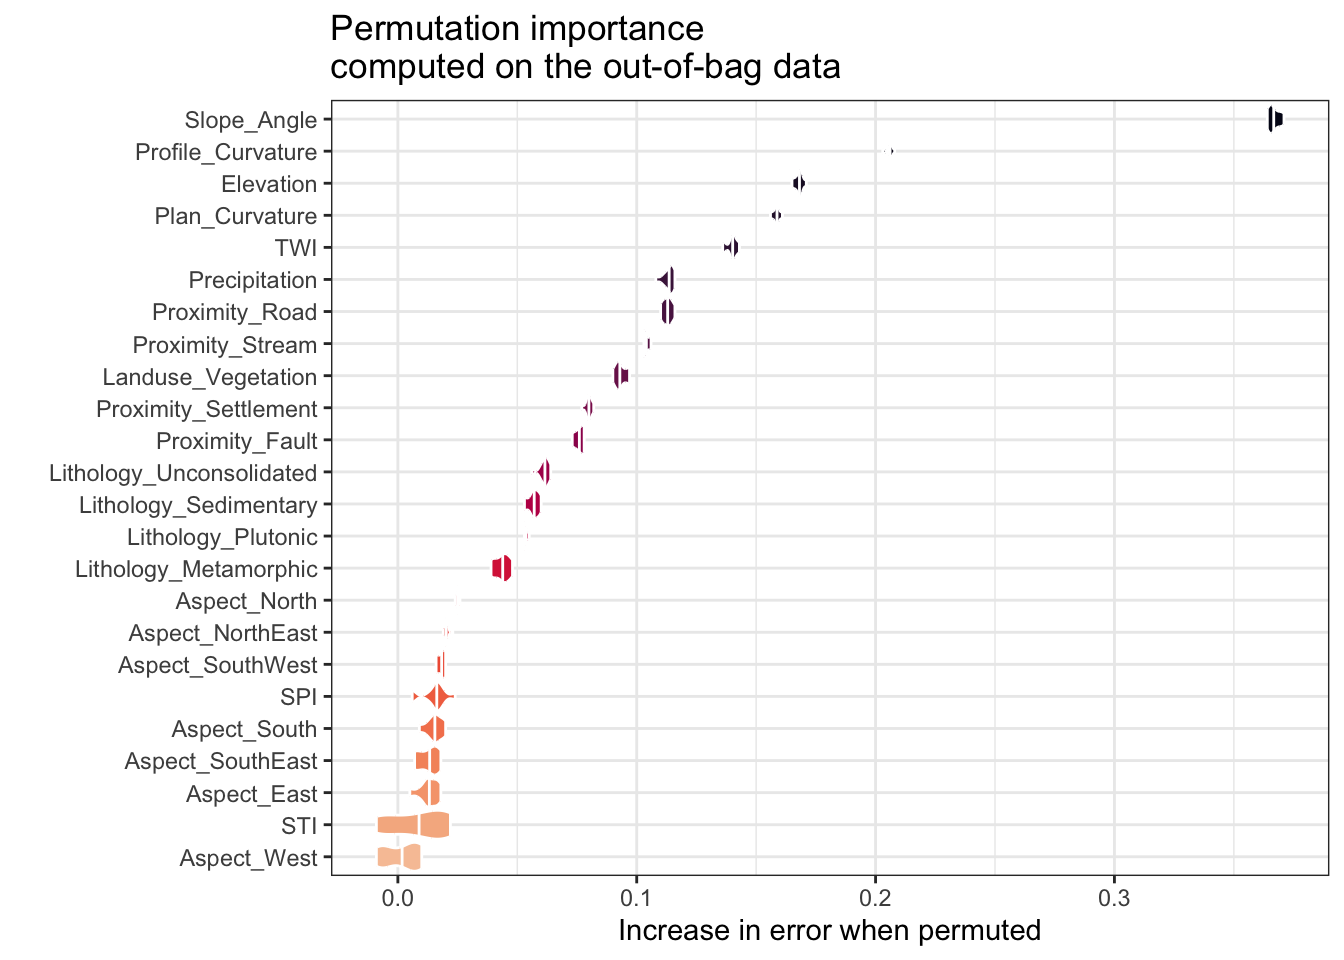 Permutation importance
computed on the out-of-bag data
Slope_Angle
Profile_Curvature
Elevation
Plan_Curvature
TWI
Precipitation
Proximity_Road
Proximity_Stream
Landuse_Vegetation
Proximity_Settlement
Proximity_Fault
Lithology_Unconsolidated
Lithology_Sedimentary
Lithology_Plutonic
Lithology_Metamorphic
Aspect_North
Aspect_NorthEast
Aspect_SouthWest
SPI
Aspect_South
Aspect_SouthEast
Aspect_East
STI
Aspect_West
0.0 0.1 0.2 0.3
Increase in error when permuted